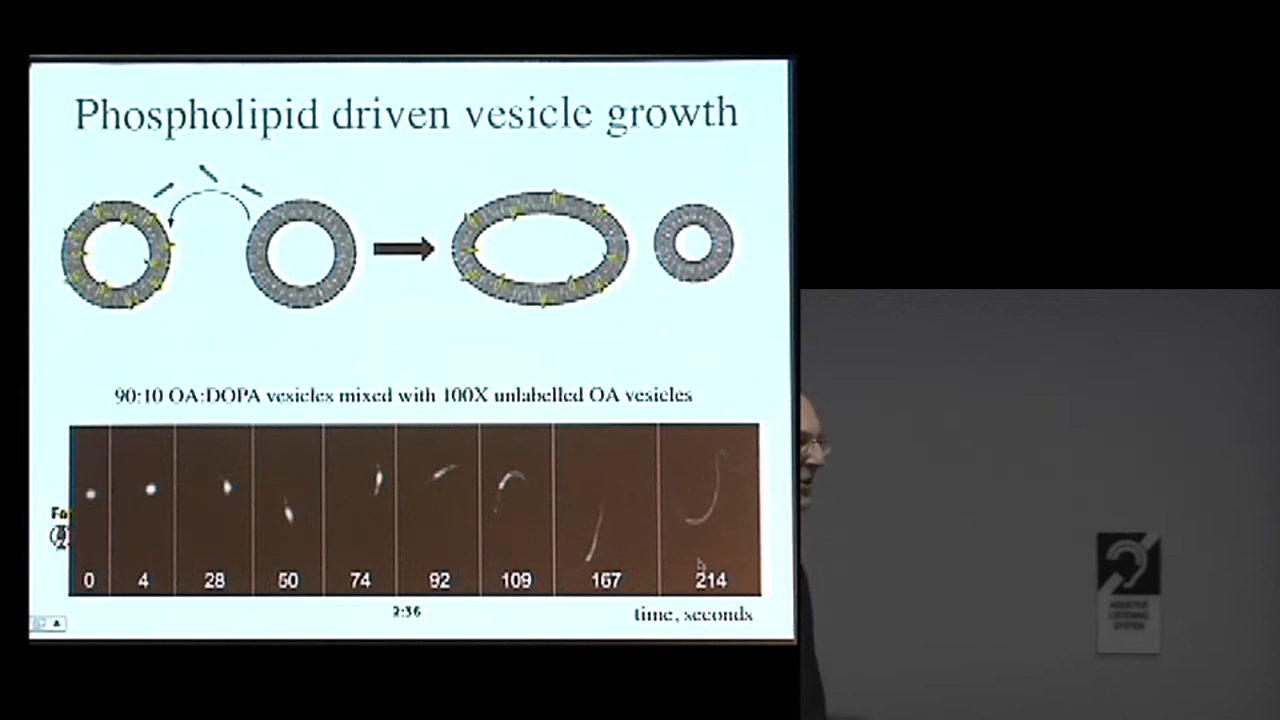 Phospholipid driven vesicle growth
90:10 OA:DOPA vesicles mixed with 100X unlabelled OA vesicles
Fo
0 4 28 50 74 92 109 167 214
2:36
time, seconds
ASSISTIVE
LISTENING
SYSTEM